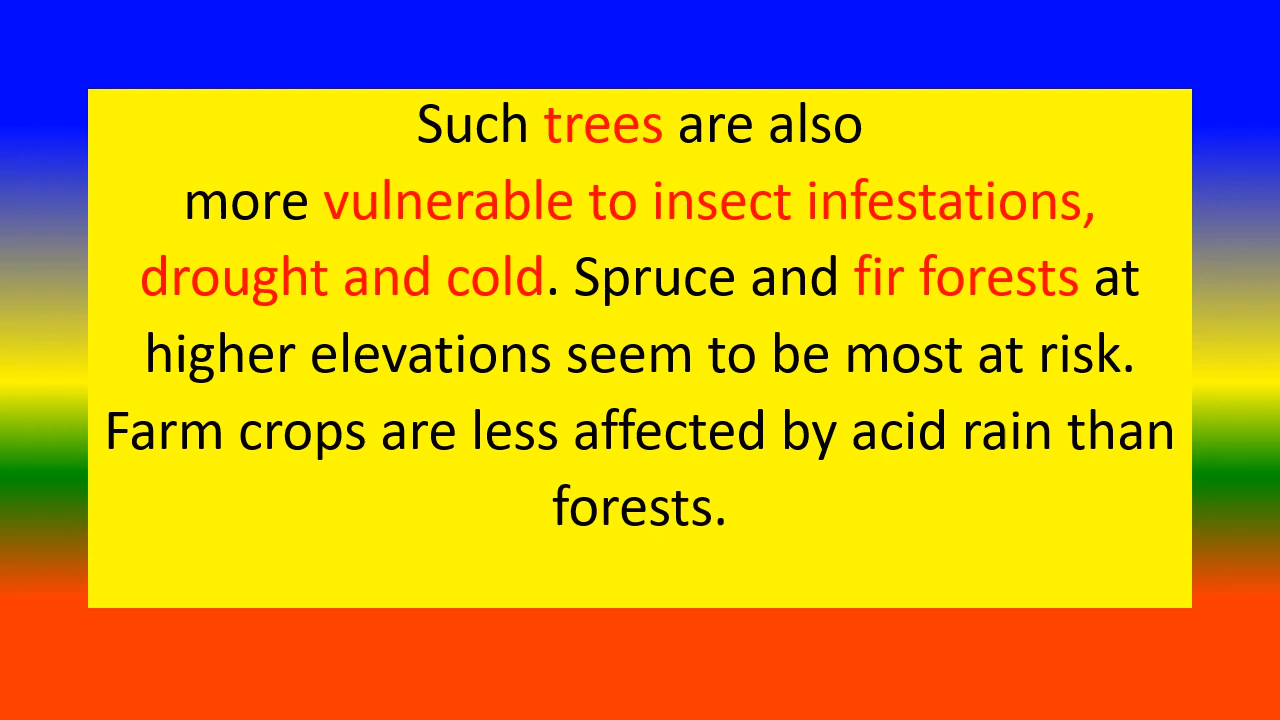 Such trees are also
more vulnerable to insect infestations,
drought and cold. Spruce and fir forests at
higher elevations seem to be most at risk.
Farm crops are less affected by acid rain than
forests.